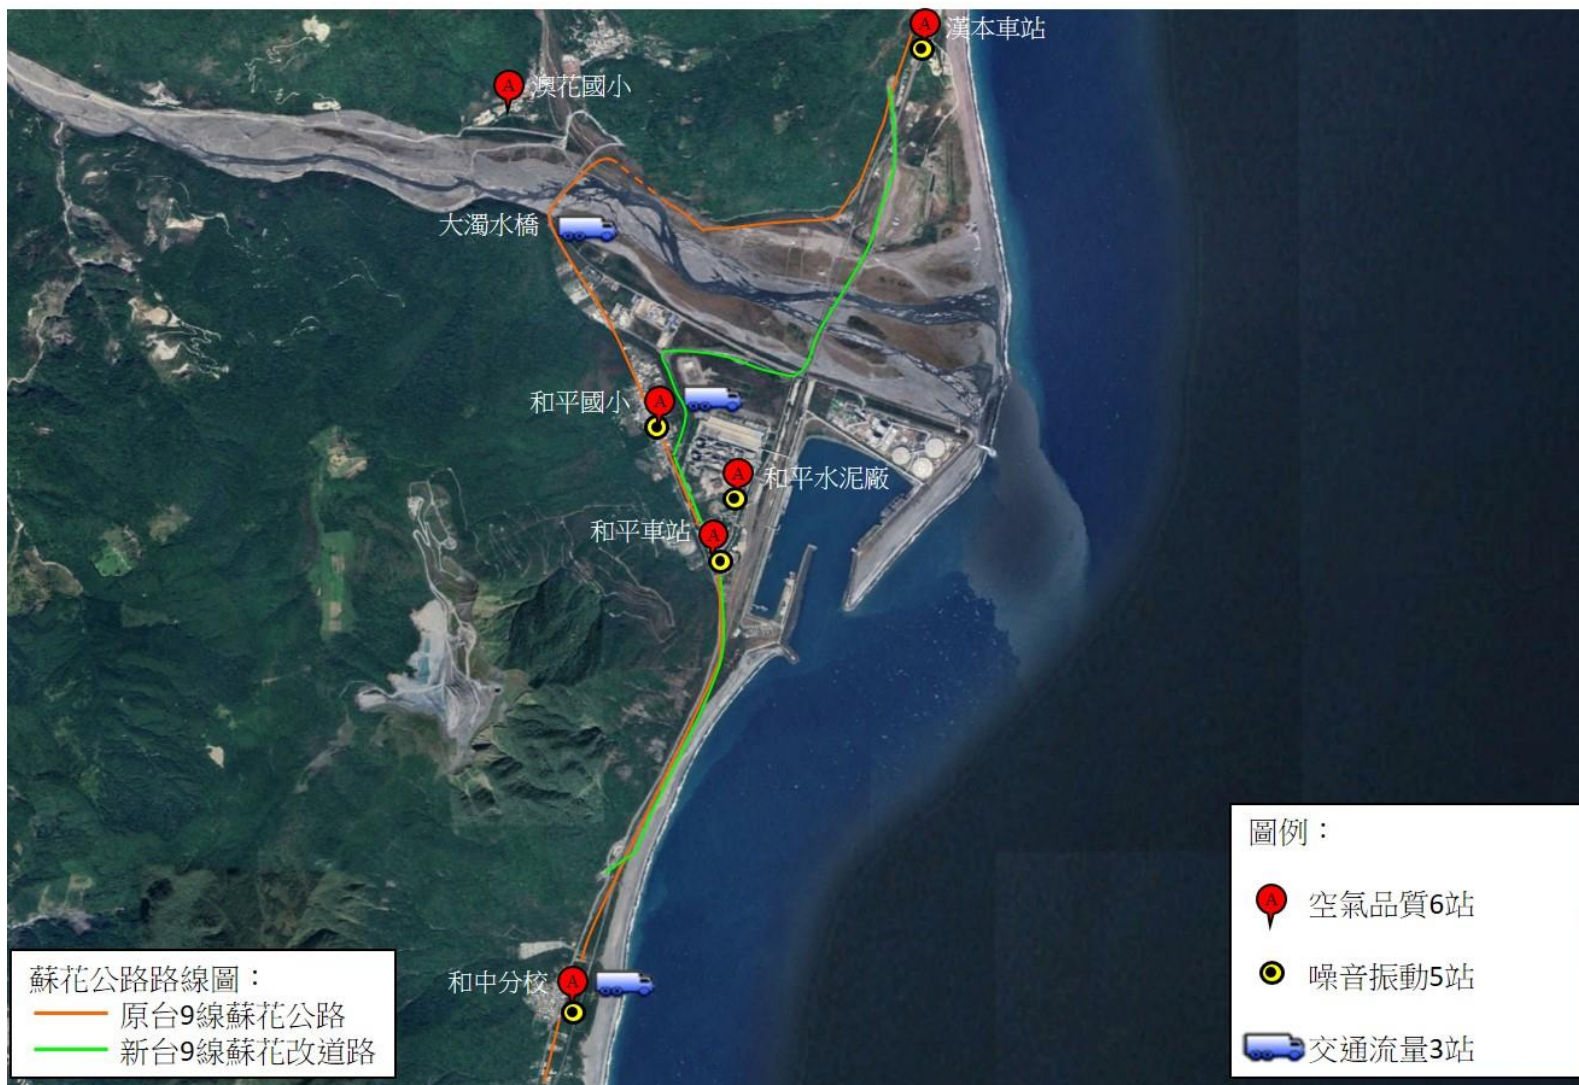 漢本車站
澳花國小
大濁水橋
和平國小
和平水泥廠
和平車站
和中分校
A
A
A
A
A
A
圖例：
A 空氣品質6站
噪音振動5站
交通流量3站
蘇花公路路線圖：
原台9線蘇花公路
新台9線蘇花改道路